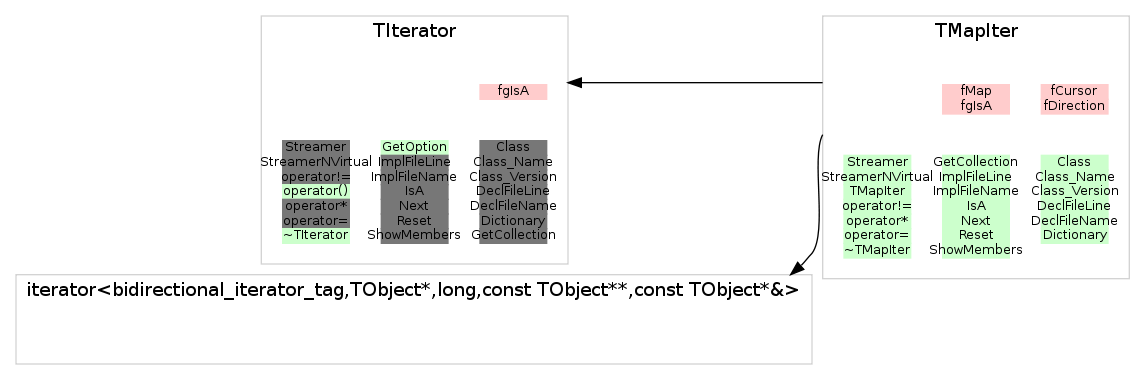 TIterator
fgIsA
Streamer GetOption Class
StreamerNVirtual ImplFileLine Class_Name
operator!= ImplFileName Class_Version
operator() IsA DeclFileLine
operator* Next DeclFileName
operator= Reset Dictionary
~TIterator ShowMembers GetCollection
TMapIter
fMap fCursor
fgIsA fDirection
Streamer GetCollection Class
StreamerNVirtual ImplFileLine Class_Name
TMapIter ImplFileName Class_Version
operator!= IsA DeclFileLine
operator* Next DeclFileName
operator= Reset Dictionary
~TMapIter ShowMembers
iterator<bidirectional_iterator_tag,TObject*,long,const TObject**,const TObject*&>